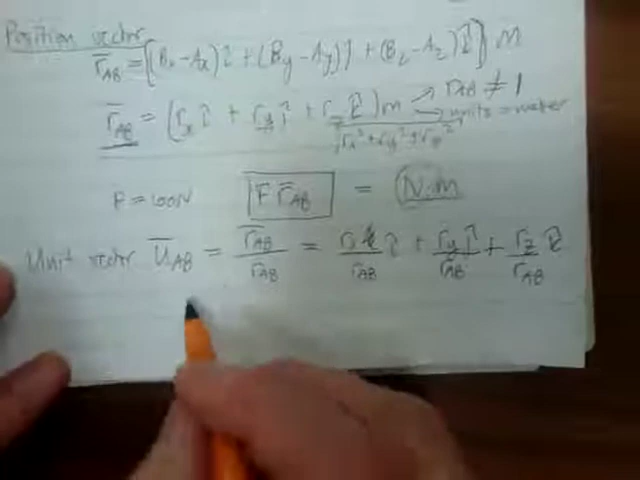 Position vector
r̅AB = [(Bx-Ax)î + (By-Ay)ĵ + (Bz-Az)k̂] m
r̅AB = (rx î + ry ĵ + rz k̂)m → rAB ≠ 1
→ units = meter
√rx²+ry²+rz²
F = 100N F r̅AB = (N·m)
Unit vector u̅AB = r̅AB/rAB = rx/rAB î + ry/rAB ĵ + rz/rAB k̂